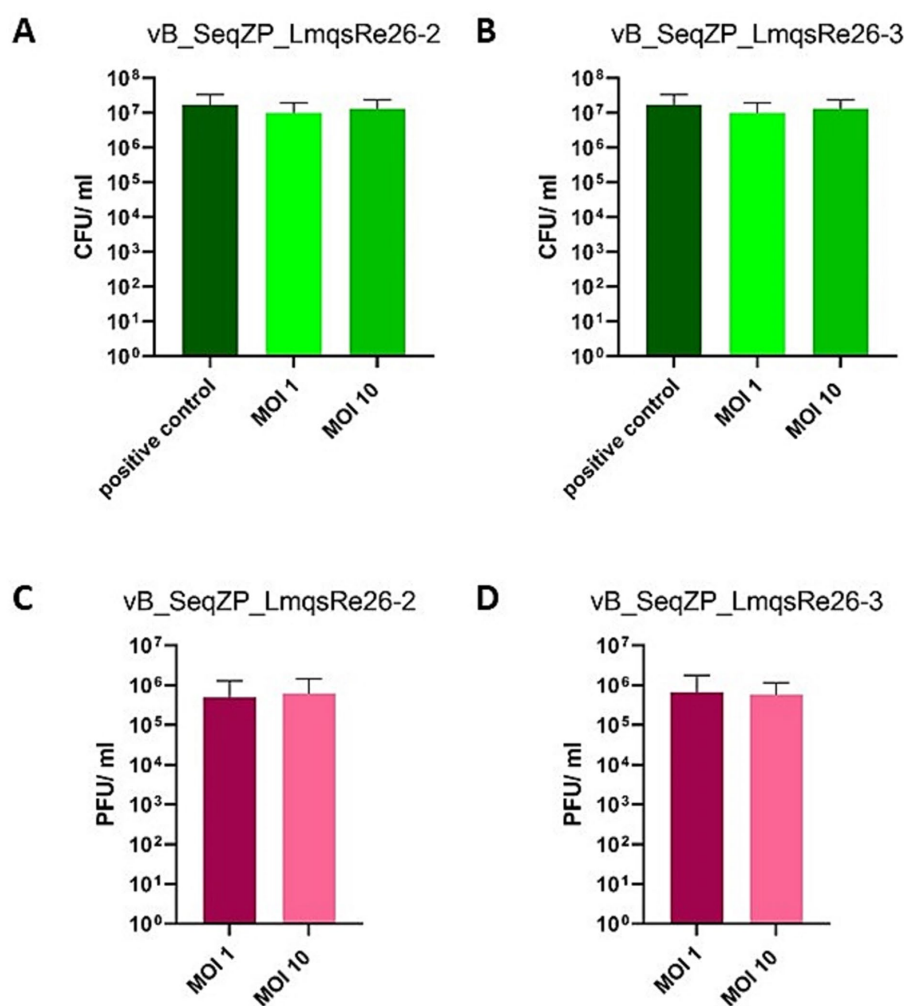 A
vB_SeqZP_LmqsRe26-2
CFU/ ml
10⁸
10⁷
10⁶
10⁵
10⁴
10³
10²
10¹
10⁰
positive control
MOI 1
MOI 10
B
vB_SeqZP_LmqsRe26-3
CFU/ ml
10⁸
10⁷
10⁶
10⁵
10⁴
10³
10²
10¹
10⁰
positive control
MOI 1
MOI 10
C
vB_SeqZP_LmqsRe26-2
PFU/ ml
10⁷
10⁶
10⁵
10⁴
10³
10²
10¹
10⁰
MOI 1
MOI 10
D
vB_SeqZP_LmqsRe26-3
PFU/ ml
10⁷
10⁶
10⁵
10⁴
10³
10²
10¹
10⁰
MOI 1
MOI 10